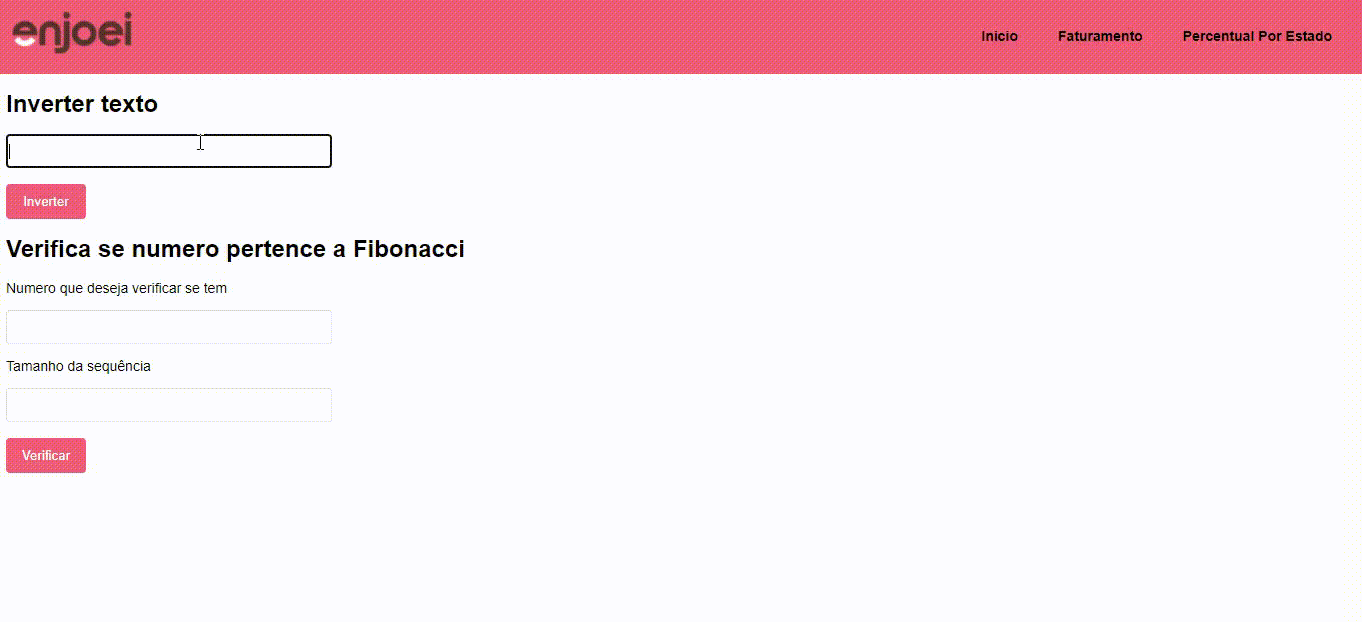 enjoei
Inicio Faturamento Percentual Por Estado
Inverter texto
Inverter
Verifica se numero pertence a Fibonacci
Numero que deseja verificar se tem
Tamanho da sequência
Verificar